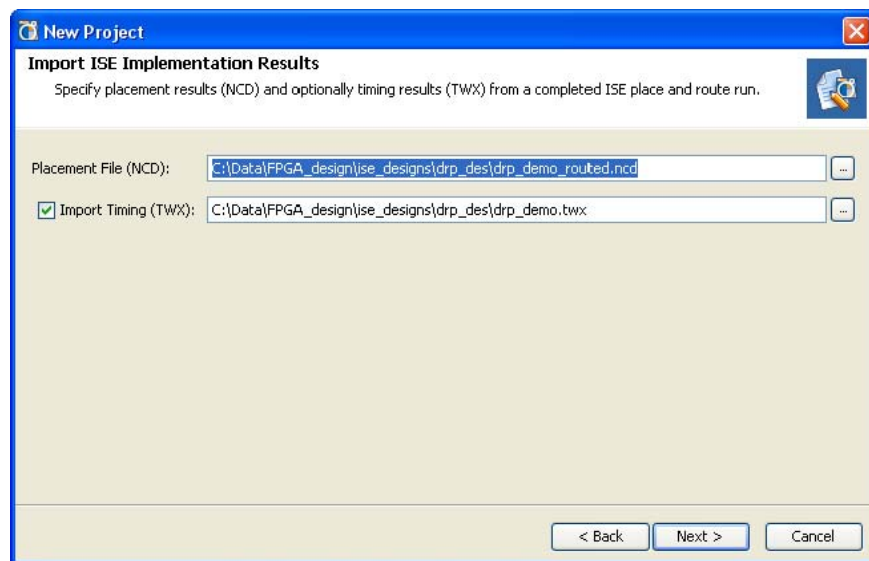 New Project
Import ISE Implementation Results
Specify placement results (NCD) and optionally timing results (TWX) from a completed ISE place and route run.
Placement File (NCD): C:\Data\FPGA_design\ise_designs\drp_des\drp_demo_routed.ncd ...
Import Timing (TWX): C:\Data\FPGA_design\ise_designs\drp_des\drp_demo.twx ...
< Back Next > Cancel